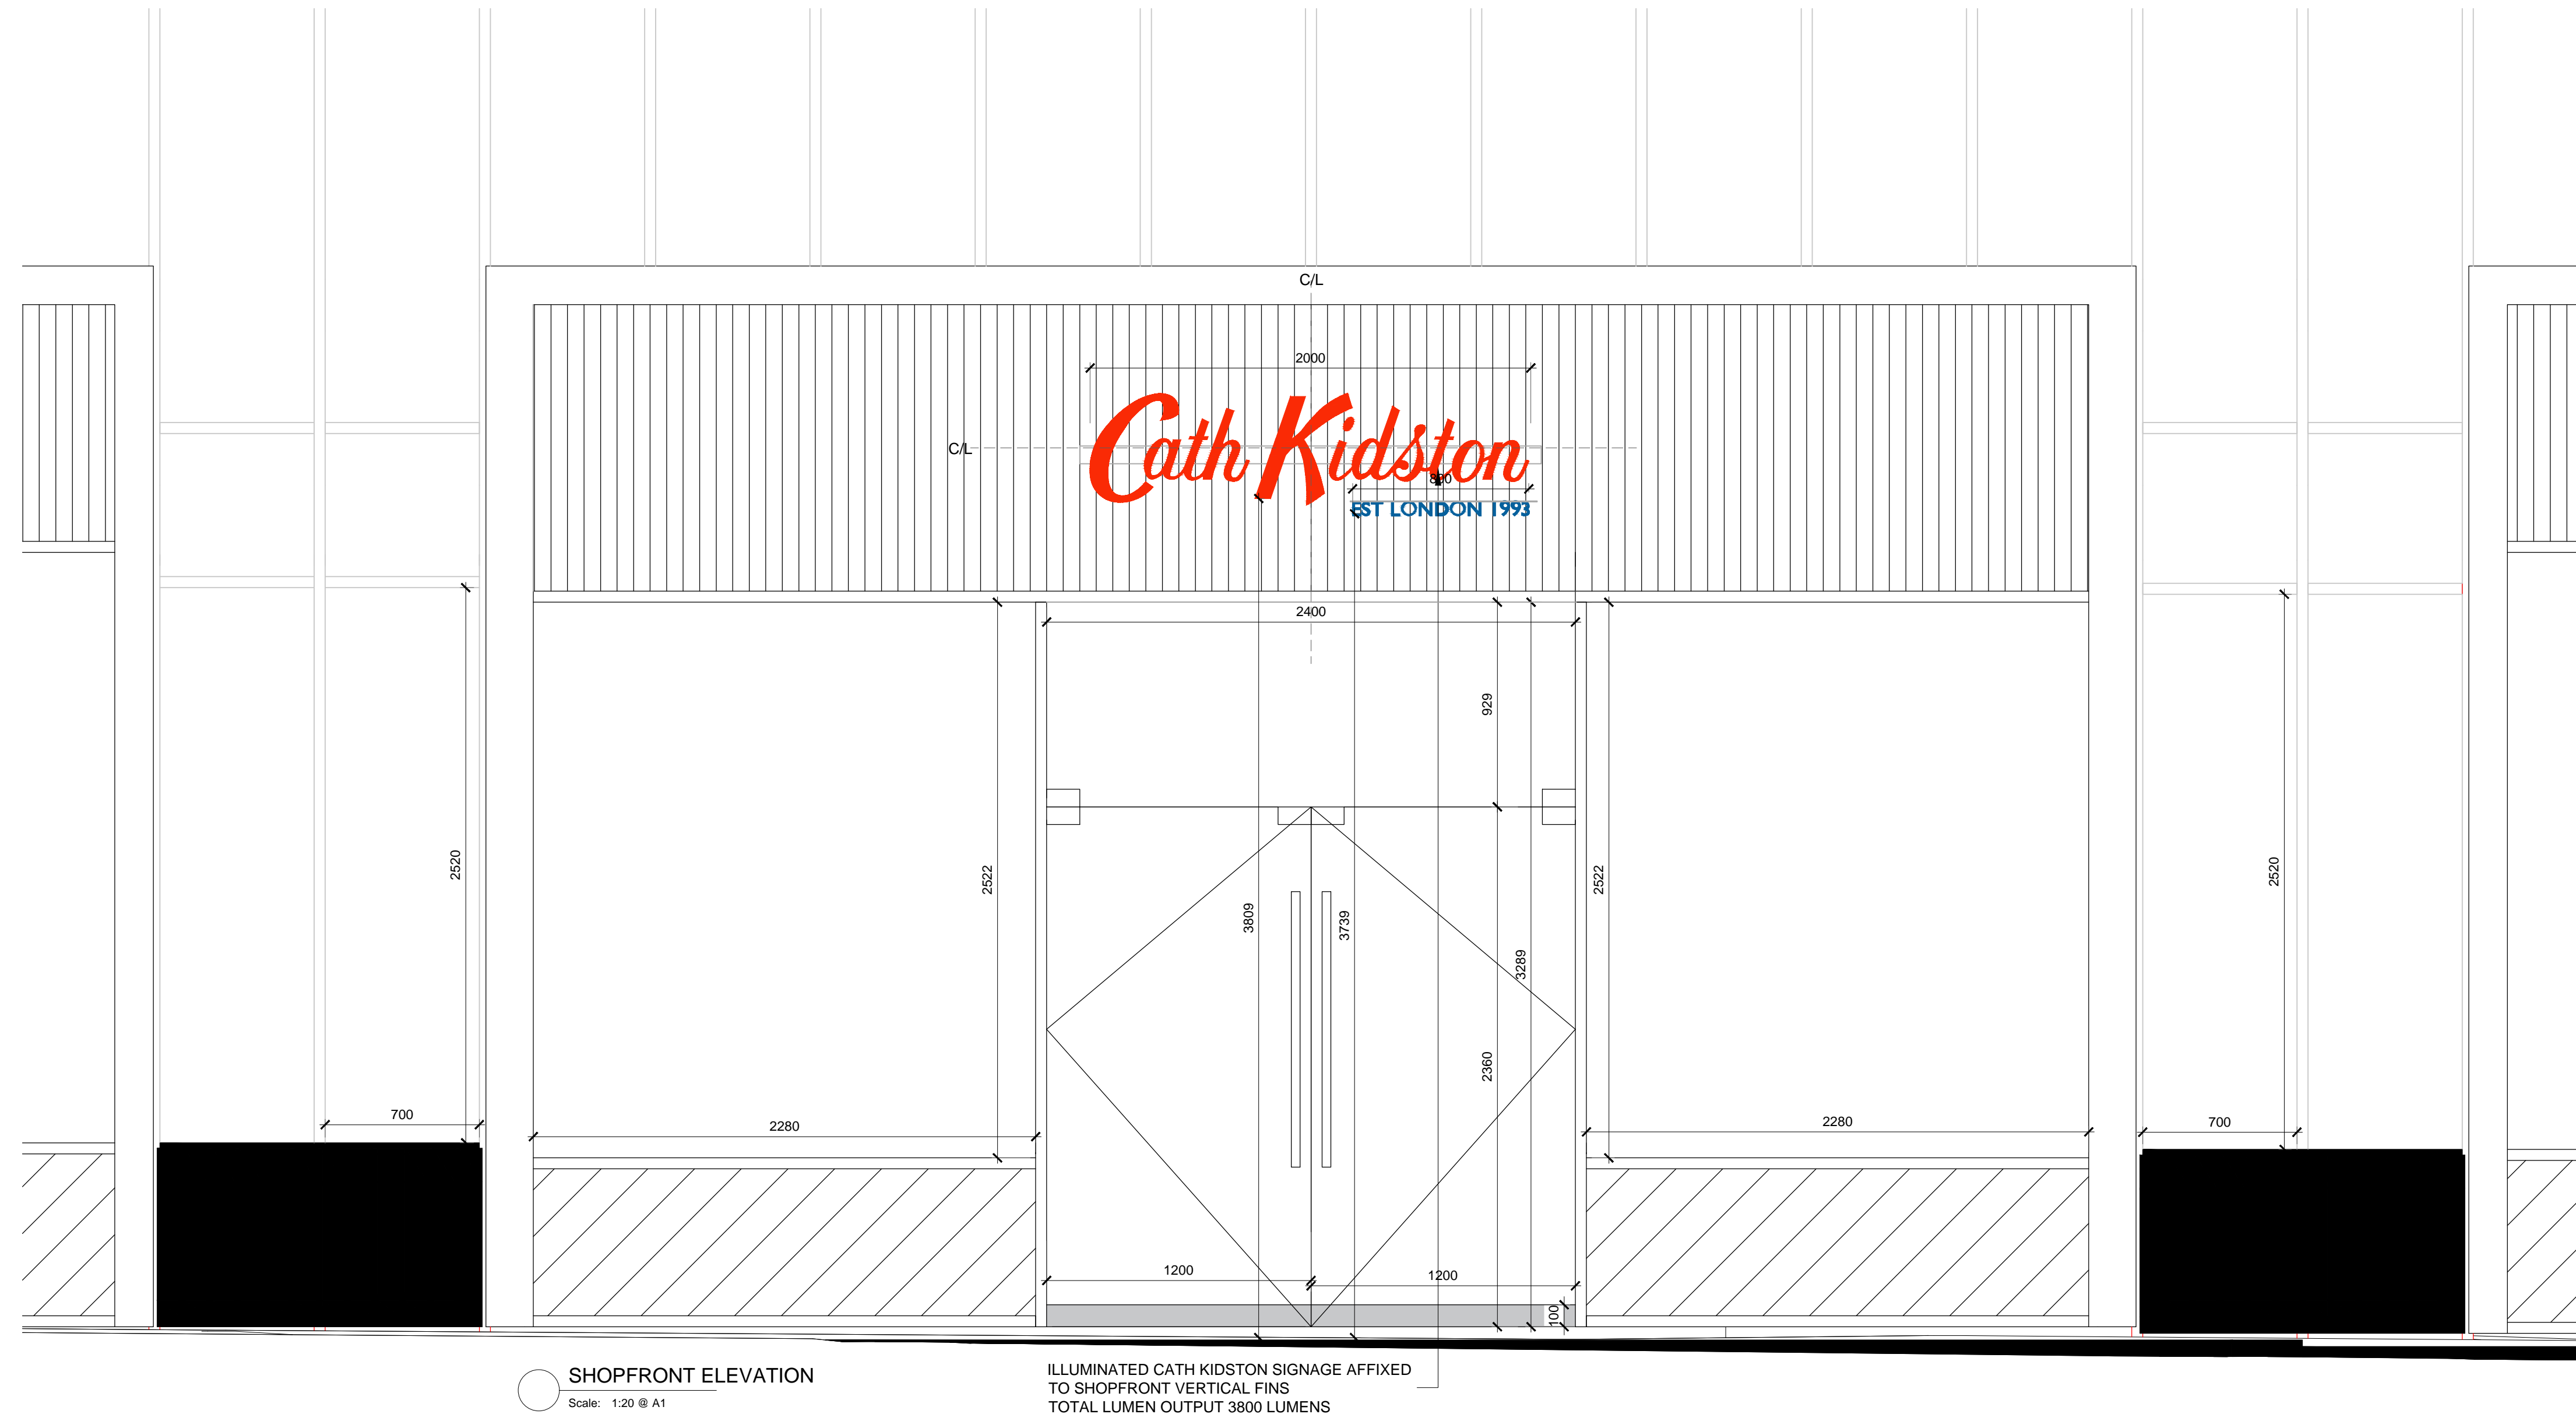 C/L
2000
Cath Kidston
C/L
EST LONDON 1993
2400
929
2520
2522
2522
2520
3809
3739
3289
2360
700
2280
2280
700
1200
1200
100
SHOPFRONT ELEVATION
Scale: 1:20 @ A1
ILLUMINATED CATH KIDSTON SIGNAGE AFFIXED
TO SHOPFRONT VERTICAL FINS
TOTAL LUMEN OUTPUT 3800 LUMENS